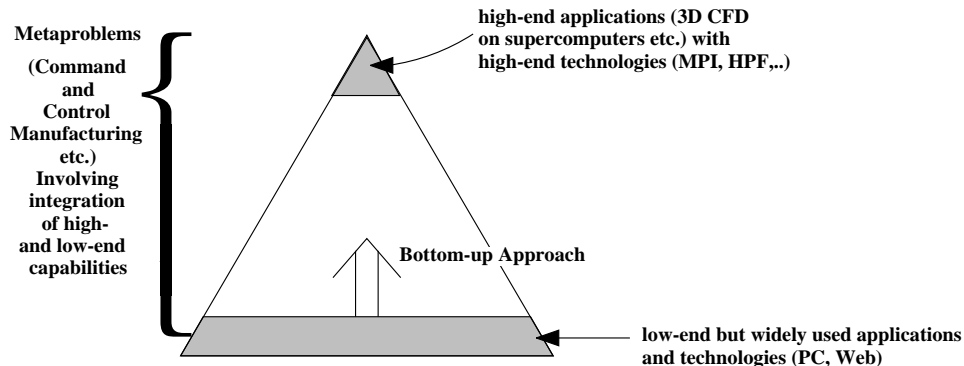 Metaproblems
(Command
and
Control
Manufacturing
etc.)
Involving
integration
of high-
and low-end
capabilities
high-end applications (3D CFD
on supercomputers etc.) with
high-end technologies (MPI, HPF,..)
Bottom-up Approach
low-end but widely used applications
and technologies (PC, Web)